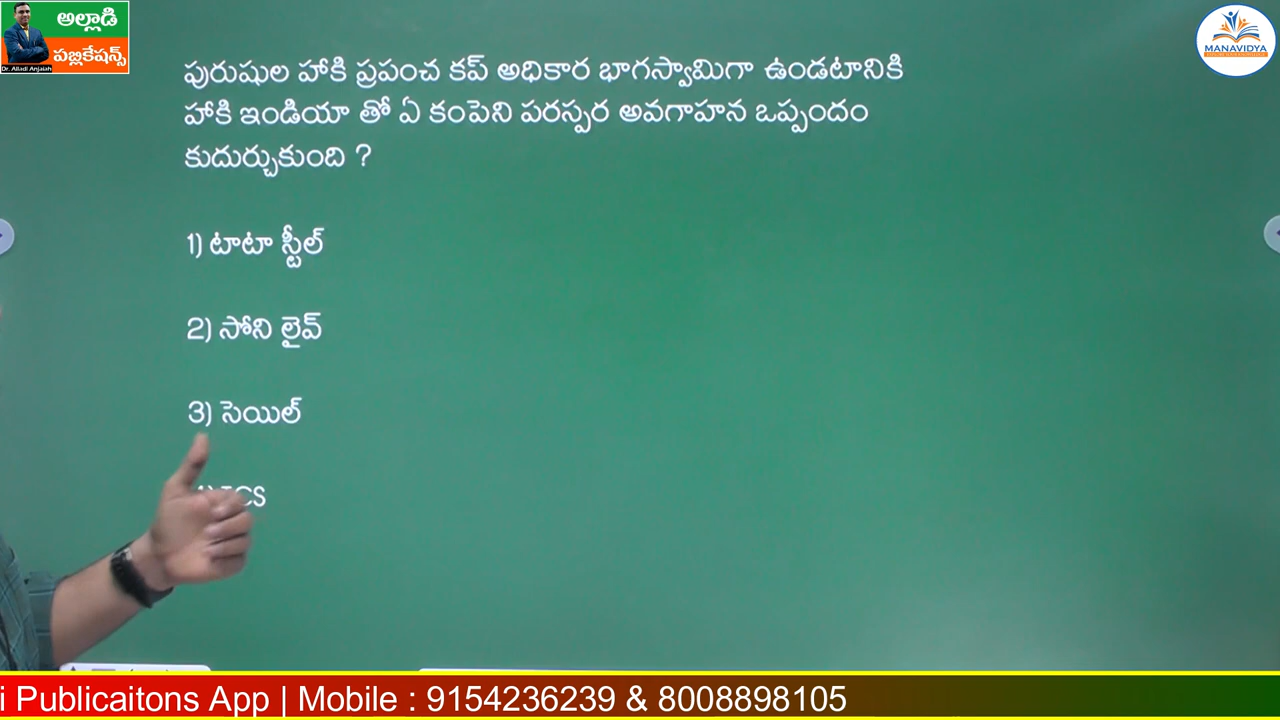 అల్లాడి
పబ్లికేషన్స్
Dr. Alladi Anjaiah
MANAVIDYA
పురుషుల హాకి ప్రపంచ కప్ అధికార భాగస్వామిగా ఉండటానికి
హాకి ఇండియా తో ఏ కంపెని పరస్పర అవగాహన ఒప్పందం
కుదుర్చుకుంది ?
1) టాటా స్టీల్
2) సోని లైవ్
3) సెయిల్
i Publicaitons App | Mobile : 9154236239 & 8008898105